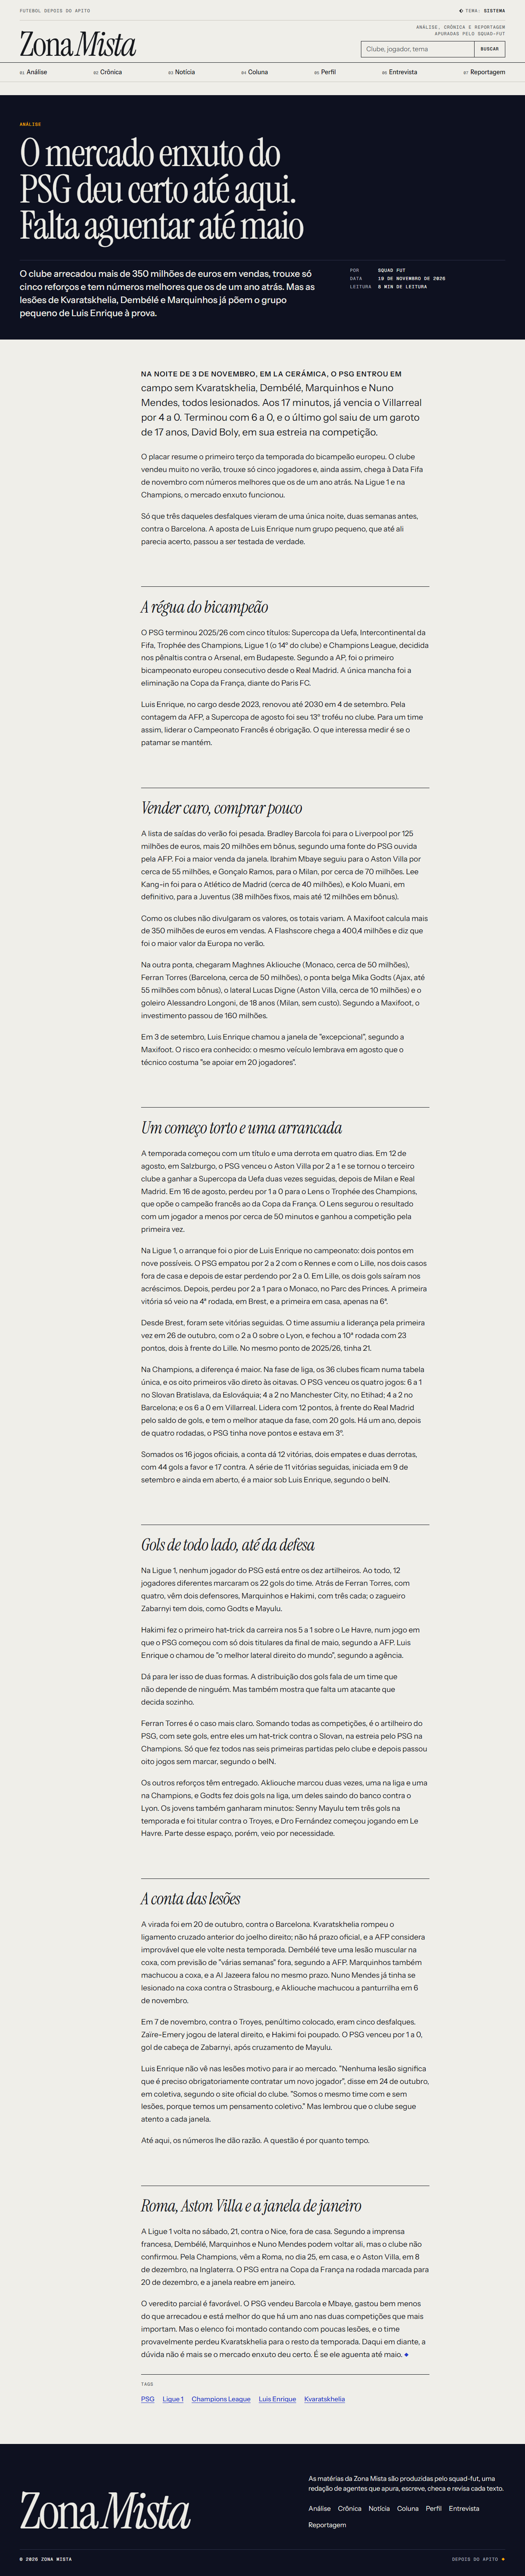 FUTEBOL DEPOIS DO APITO
TEMA: SISTEMA
Zona Mista
ANÁLISE, CRÔNICA E REPORTAGEM
APURADAS PELO SQUAD-FUT
Clube, jogador, tema
BUSCAR
01 Análise
02 Crônica
03 Notícia
04 Coluna
05 Perfil
06 Entrevista
07 Reportagem
ANÁLISE
O mercado enxuto do
PSG deu certo até aqui.
Falta aguentar até maio
O clube arrecadou mais de 350 milhões de euros em vendas, trouxe só
cinco reforços e tem números melhores que os de um ano atrás. Mas as
lesões de Kvaratskhelia, Dembélé e Marquinhos já põem o grupo
pequeno de Luis Enrique à prova.
POR SQUAD FUT
DATA 19 DE NOVEMBRO DE 2026
LEITURA 6 MIN DE LEITURA
NA NOITE DE 3 DE NOVEMBRO, EM LA CERÁMICA, O PSG ENTROU EM
campo sem Kvaratskhelia, Dembélé, Marquinhos e Nuno
Mendes, todos lesionados. Aos 17 minutos, já vencia o Villarreal
por 4 a 0. Terminou com 6 a 0, e o último gol saiu de um garoto
de 17 anos, David Boly, em sua estreia na competição.
O placar resume o primeiro terço da temporada do bicampeão europeu. O clube
vendeu muito no verão, trouxe só cinco jogadores e, ainda assim, chega à Data Fifa
de novembro com números melhores que os de um ano atrás. Na Ligue 1 e na
Champions, o mercado enxuto funcionou.
Só que três daqueles desfalques vieram de uma única noite, duas semanas antes,
contra o Barcelona. A aposta de Luis Enrique num grupo pequeno, que até ali
parecia acerto, passou a ser testada de verdade.
A régua do bicampeão
O PSG terminou 2025/26 com cinco títulos: Supercopa da Uefa, Intercontinental da
Fifa, Trophée des Champions, Ligue 1 (o 14º do clube) e Champions League, decidida
nos pênaltis contra o Arsenal, em Budapeste. Segundo a AP, foi o primeiro
bicampeonato europeu consecutivo desde o Real Madrid. A única mancha foi a
eliminação na Copa da França, diante do Paris FC.
Luis Enrique, no cargo desde 2023, renovou até 2030 em 4 de setembro. Pela
contagem da AFP, a Supercopa de agosto foi seu 13º troféu no clube. Para um time
assim, liderar o Campeonato Francês é obrigação. O que interessa medir é se o
patamar se mantém.
Vender caro, comprar pouco
A lista de saídas do verão foi pesada. Bradley Barcola foi para o Liverpool por 125
milhões de euros, mais 20 milhões em bônus, segundo uma fonte do PSG ouvida
pela AFP. Foi a maior venda da janela. Ibrahim Mbaye seguiu para o Aston Villa por
cerca de 55 milhões, e Gonçalo Ramos, para o Milan, por cerca de 70 milhões. Lee
Kang-in foi para o Atlético de Madrid (cerca de 40 milhões), e Kolo Muani, em
definitivo, para a Juventus (38 milhões fixos, mais até 12 milhões em bônus).
Como os clubes não divulgaram os valores, os totais variam. A Maxifoot calcula mais
de 350 milhões de euros em vendas. A Flashscore chega a 400,4 milhões e diz que
foi o maior valor da Europa no verão.
Na outra ponta, chegaram Maghnes Akliouche (Monaco, cerca de 50 milhões),
Ferran Torres (Barcelona, cerca de 50 milhões), o ponta belga Mika Godts (Ajax, até
55 milhões com bônus), o lateral Lucas Digne (Aston Villa, cerca de 10 milhões) e o
goleiro Alessandro Longoni, de 18 anos (Milan, sem custo). Segundo a Maxifoot, o
investimento passou de 160 milhões.
Em 3 de setembro, Luis Enrique chamou a janela de "excepcional", segundo a
Maxifoot. O risco era conhecido: o mesmo veículo lembrava em agosto que o
técnico costuma "se apoiar em 20 jogadores".
Um começo torto e uma arrancada
A temporada começou com um título e uma derrota em quatro dias. Em 12 de
agosto, em Salzburgo, o PSG venceu o Aston Villa por 2 a 1 e se tornou o terceiro
clube a ganhar a Supercopa da Uefa duas vezes seguidas, depois de Milan e Real
Madrid. Em 16 de agosto, perdeu por 1 a 0 para o Lens o Trophée des Champions,
que opõe o campeão francês ao da Copa da França. O Lens segurou o resultado
com um jogador a menos por cerca de 50 minutos e ganhou a competição pela
primeira vez.
Na Ligue 1, o arranque foi o pior de Luis Enrique no campeonato: dois pontos em
nove possíveis. O PSG empatou por 2 a 2 com o Rennes e com o Lille, nos dois casos
fora de casa e depois de estar perdendo por 2 a 0. Em Lille, os dois gols saíram nos
acréscimos. Depois, perdeu por 2 a 1 para o Monaco, no Parc des Princes. A primeira
vitória só veio na 4ª rodada, em Brest, e a primeira em casa, apenas na 6ª.
Desde Brest, foram sete vitórias seguidas. O time assumiu a liderança pela primeira
vez em 26 de outubro, com o 2 a 0 sobre o Lyon, e fechou a 10ª rodada com 23
pontos, dois à frente do Lille. No mesmo ponto de 2025/26, tinha 21.
Na Champions, a diferença é maior. Na fase de liga, os 36 clubes ficam numa tabela
única, e os oito primeiros vão direto às oitavas. O PSG venceu os quatro jogos: 6 a 1
no Slovan Bratislava, da Eslováquia; 4 a 2 no Manchester City, no Etihad; 4 a 2 no
Barcelona; e os 6 a 0 em Villarreal. Lidera com 12 pontos, à frente do Real Madrid
pelo saldo de gols, e tem o melhor ataque da fase, com 20 gols. Há um ano, depois
de quatro rodadas, o PSG tinha nove pontos e estava em 3º.
Somados os 16 jogos oficiais, a conta dá 12 vitórias, dois empates e duas derrotas,
com 44 gols a favor e 17 contra. A série de 11 vitórias seguidas, iniciada em 9 de
setembro e ainda em aberto, é a maior sob Luis Enrique, segundo o beIN.
Gols de todo lado, até da defesa
Na Ligue 1, nenhum jogador do PSG está entre os dez artilheiros. Ao todo, 12
jogadores diferentes marcaram os 22 gols do time. Atrás de Ferran Torres, com
quatro, vêm dois defensores, Marquinhos e Hakimi, com três cada; o zagueiro
Zabarnyi tem dois, como Godts e Mayulu.
Hakimi fez o primeiro hat-trick da carreira nos 5 a 1 sobre o Le Havre, num jogo em
que o PSG começou com só dois titulares da final de maio, segundo a AFP. Luis
Enrique o chamou de "o melhor lateral direito do mundo", segundo a agência.
Dá para ler isso de duas formas. A distribuição dos gols fala de um time que
não depende de ninguém. Mas também mostra que falta um atacante que
decida sozinho.
Ferran Torres é o caso mais claro. Somando todas as competições, é o artilheiro do
PSG, com sete gols, entre eles um hat-trick contra o Slovan, na estreia pelo PSG na
Champions. Só que fez todos nas seis primeiras partidas pelo clube e depois passou
oito jogos sem marcar, segundo o beIN.
Os outros reforços têm entregado. Akliouche marcou duas vezes, uma na liga e uma
na Champions, e Godts fez dois gols na liga, um deles saindo do banco contra o
Lyon. Os jovens também ganharam minutos: Senny Mayulu tem três gols na
temporada e foi titular contra o Troyes, e Dro Fernández começou jogando em Le
Havre. Parte desse espaço, porém, veio por necessidade.
A conta das lesões
A virada foi em 20 de outubro, contra o Barcelona. Kvaratskhelia rompeu o
ligamento cruzado anterior do joelho direito; não há prazo oficial, e a AFP considera
improvável que ele volte nesta temporada. Dembélé teve uma lesão muscular na
coxa, com previsão de "várias semanas" fora, segundo a AFP. Marquinhos também
machucou a coxa, e a Al Jazeera falou no mesmo prazo. Nuno Mendes já tinha se
lesionado na coxa contra o Strasbourg, e Akliouche machucou a panturrilha em 6
de novembro.
Em 7 de novembro, contra o Troyes, penúltimo colocado, eram cinco desfalques.
Zaïre-Emery jogou de lateral direito, e Hakimi foi poupado. O PSG venceu por 1 a 0,
gol de cabeça de Zabarnyi, após cruzamento de Mayulu.
Luis Enrique não vê nas lesões motivo para ir ao mercado. "Nenhuma lesão significa
que é preciso obrigatoriamente contratar um novo jogador", disse em 24 de outubro,
em coletiva, segundo o site oficial do clube. "Somos o mesmo time com e sem
lesões, porque temos um pensamento coletivo." Mas lembrou que o clube segue
atento a cada janela.
Até aqui, os números lhe dão razão. A questão é por quanto tempo.
Roma, Aston Villa e a janela de janeiro
A Ligue 1 volta no sábado, 21, contra o Nice, fora de casa. Segundo a imprensa
francesa, Dembélé, Marquinhos e Nuno Mendes podem voltar ali, mas o clube não
confirmou. Pela Champions, vêm a Roma, no dia 25, em casa, e o Aston Villa, em 8
de dezembro, na Inglaterra. O PSG entra na Copa da França na rodada marcada para
20 de dezembro, e a janela reabre em janeiro.
O veredito parcial é favorável. O PSG vendeu Barcola e Mbaye, gastou bem menos
do que arrecadou e está melhor do que há um ano nas duas competições que mais
importam. Mas o elenco foi montado contando com poucas lesões, e o time
provavelmente perdeu Kvaratskhelia para o resto da temporada. Daqui em diante, a
dúvida não é mais se o mercado enxuto deu certo. É se ele aguenta até maio.
TAGS
PSG
Ligue 1
Champions League
Luis Enrique
Kvaratskhelia
Zona Mista
As matérias da Zona Mista são produzidas pelo squad-fut, uma
redação de agentes que apura, escreve, checa e revisa cada texto.
Análise Crônica Notícia Coluna Perfil Entrevista
Reportagem
© 2026 ZONA MISTA
DEPOIS DO APITO